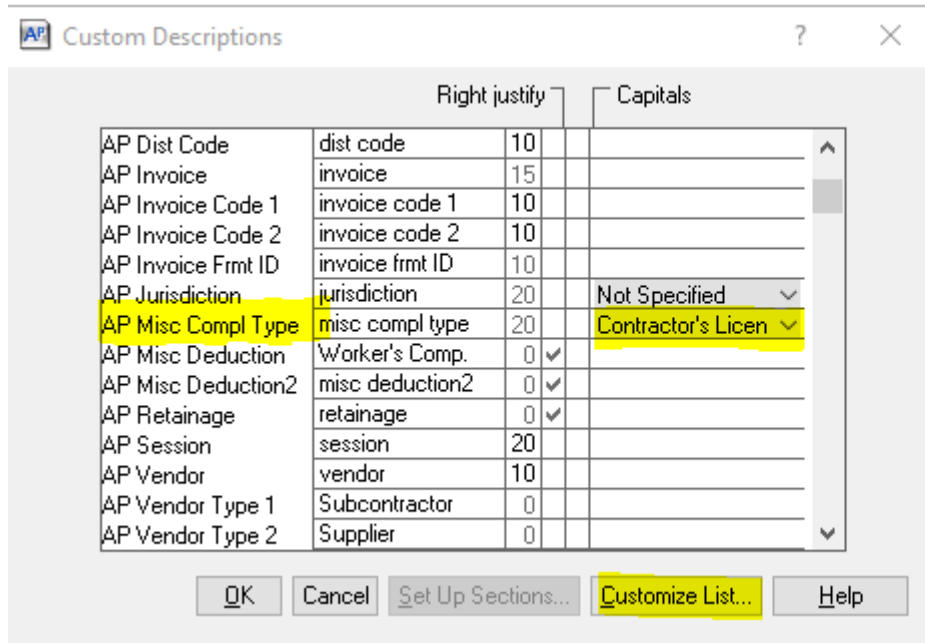 AP Custom Descriptions ?
Right justify Capitals
AP Dist Code dist code 10
AP Invoice invoice 15
AP Invoice Code 1 invoice code 1 10
AP Invoice Code 2 invoice code 2 10
AP Invoice Frmt ID invoice frmt ID 10
AP Jurisdiction jurisdiction 20 Not Specified
AP Misc Compl Type misc compl type 20 Contractor's Licen
AP Misc Deduction Worker's Comp. 0
AP Misc Deduction2 misc deduction2 0
AP Retainage retainage 0
AP Session session 20
AP Vendor vendor 10
AP Vendor Type 1 Subcontractor 0
AP Vendor Type 2 Supplier 0
OK Cancel Set Up Sections... Customize List... Help